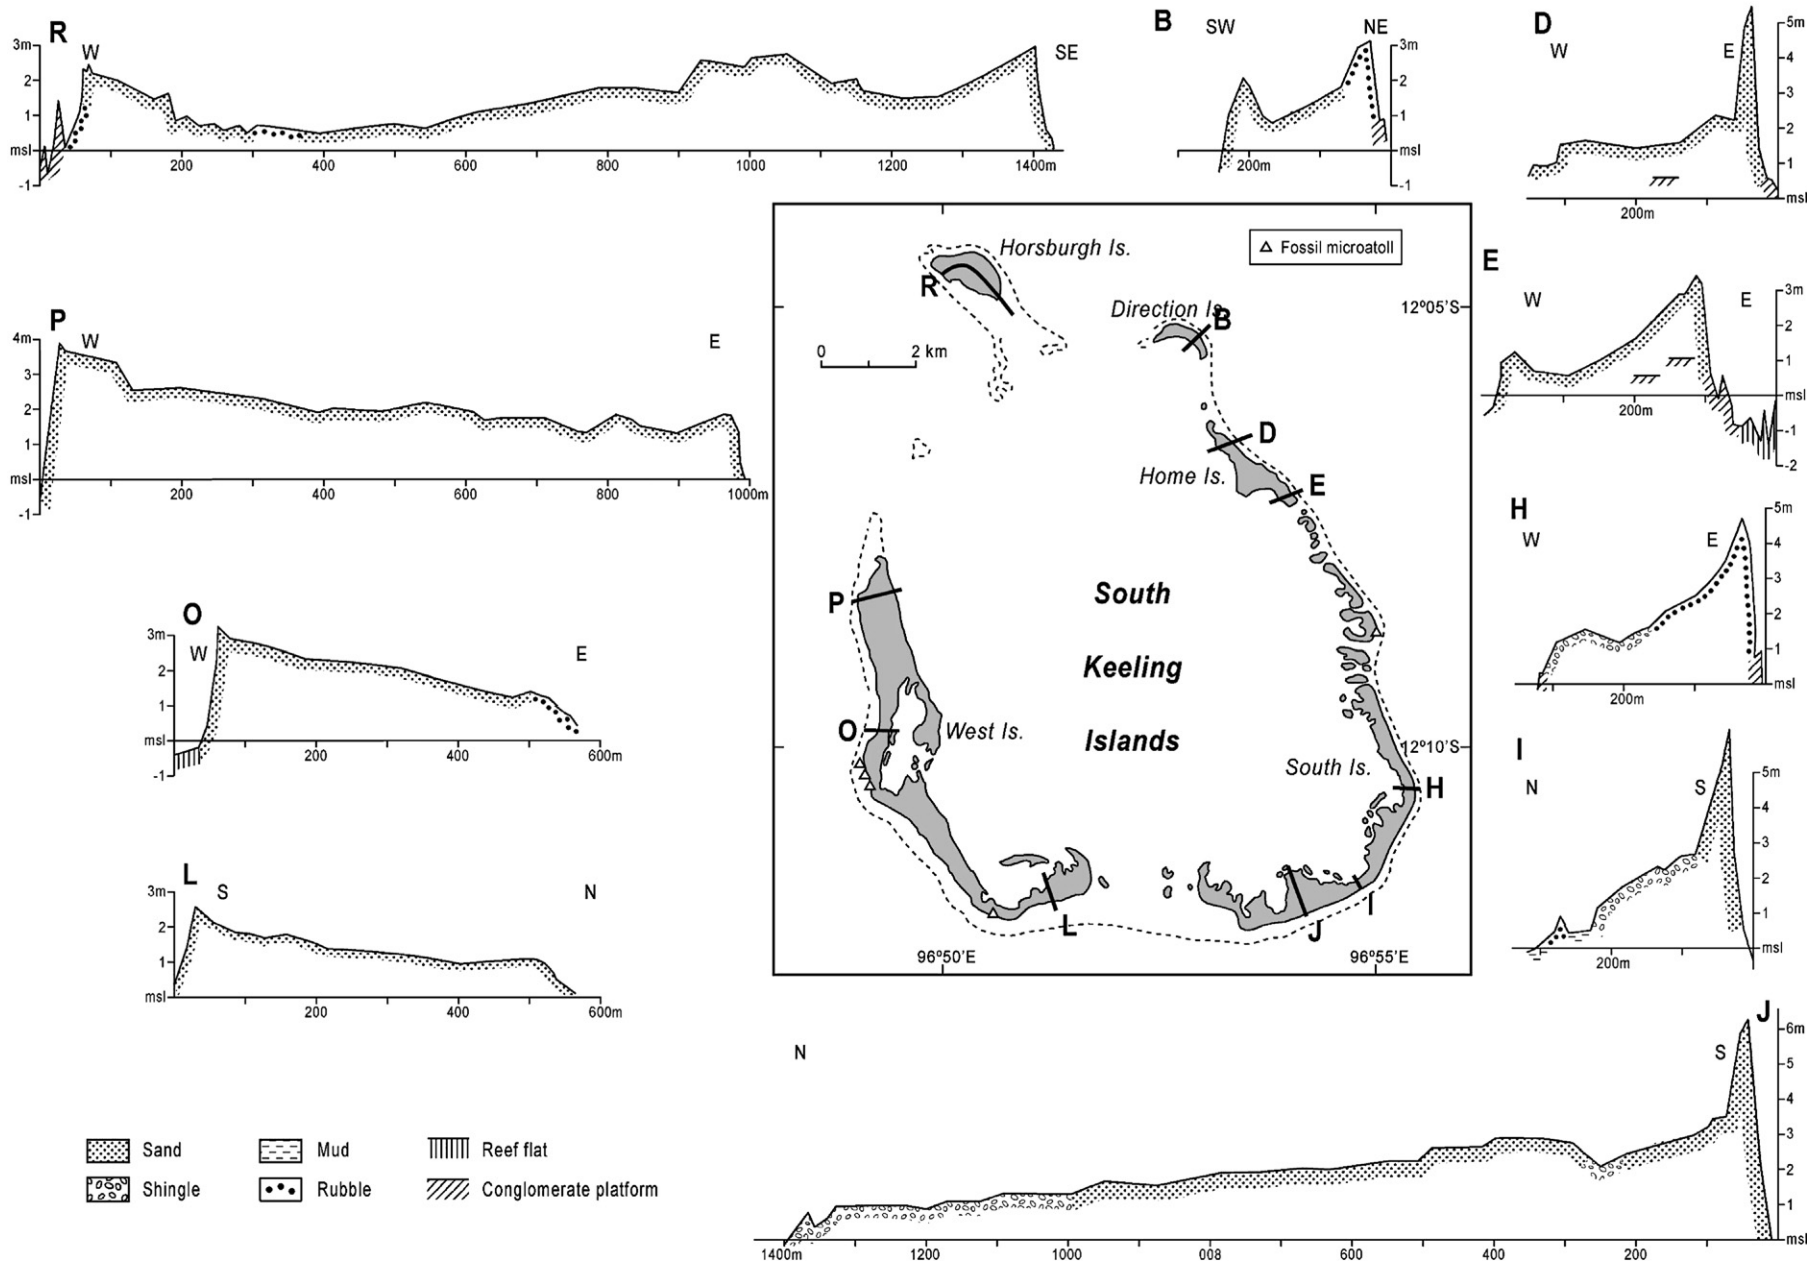 R
W
SE
3m
2
1
msl
-1
200
400
600
800
1000
1200
1400m
B
SW
NE
3m
2
1
msl
-1
200m
D
W
E
5m
4
3
2
1
msl
200m
P
W
E
4m
3
2
1
msl
-1
200
400
600
800
1000m
Horsburgh Is.
R
△ Fossil microatoll
Direction Is.
B
12°05'S
0 2 km
D
Home Is.
E
P
South
Keeling
Islands
O
West Is.
12°10'S
South Is.
H
L
J
I
96°50'E
96°55'E
E
W
E
3m
2
1
msl
-1
-2
200m
O
W
E
3m
2
1
msl
-1
200
400
600m
H
W
E
5m
4
3
2
1
msl
200m
L
S
N
3m
2
1
msl
200
400
600m
I
N
S
5m
4
3
2
1
msl
200m
J
N
S
6m
5
4
3
2
1
msl
1400m
1200
1000
008
600
400
200
Sand
Mud
Reef flat
Shingle
Rubble
Conglomerate platform